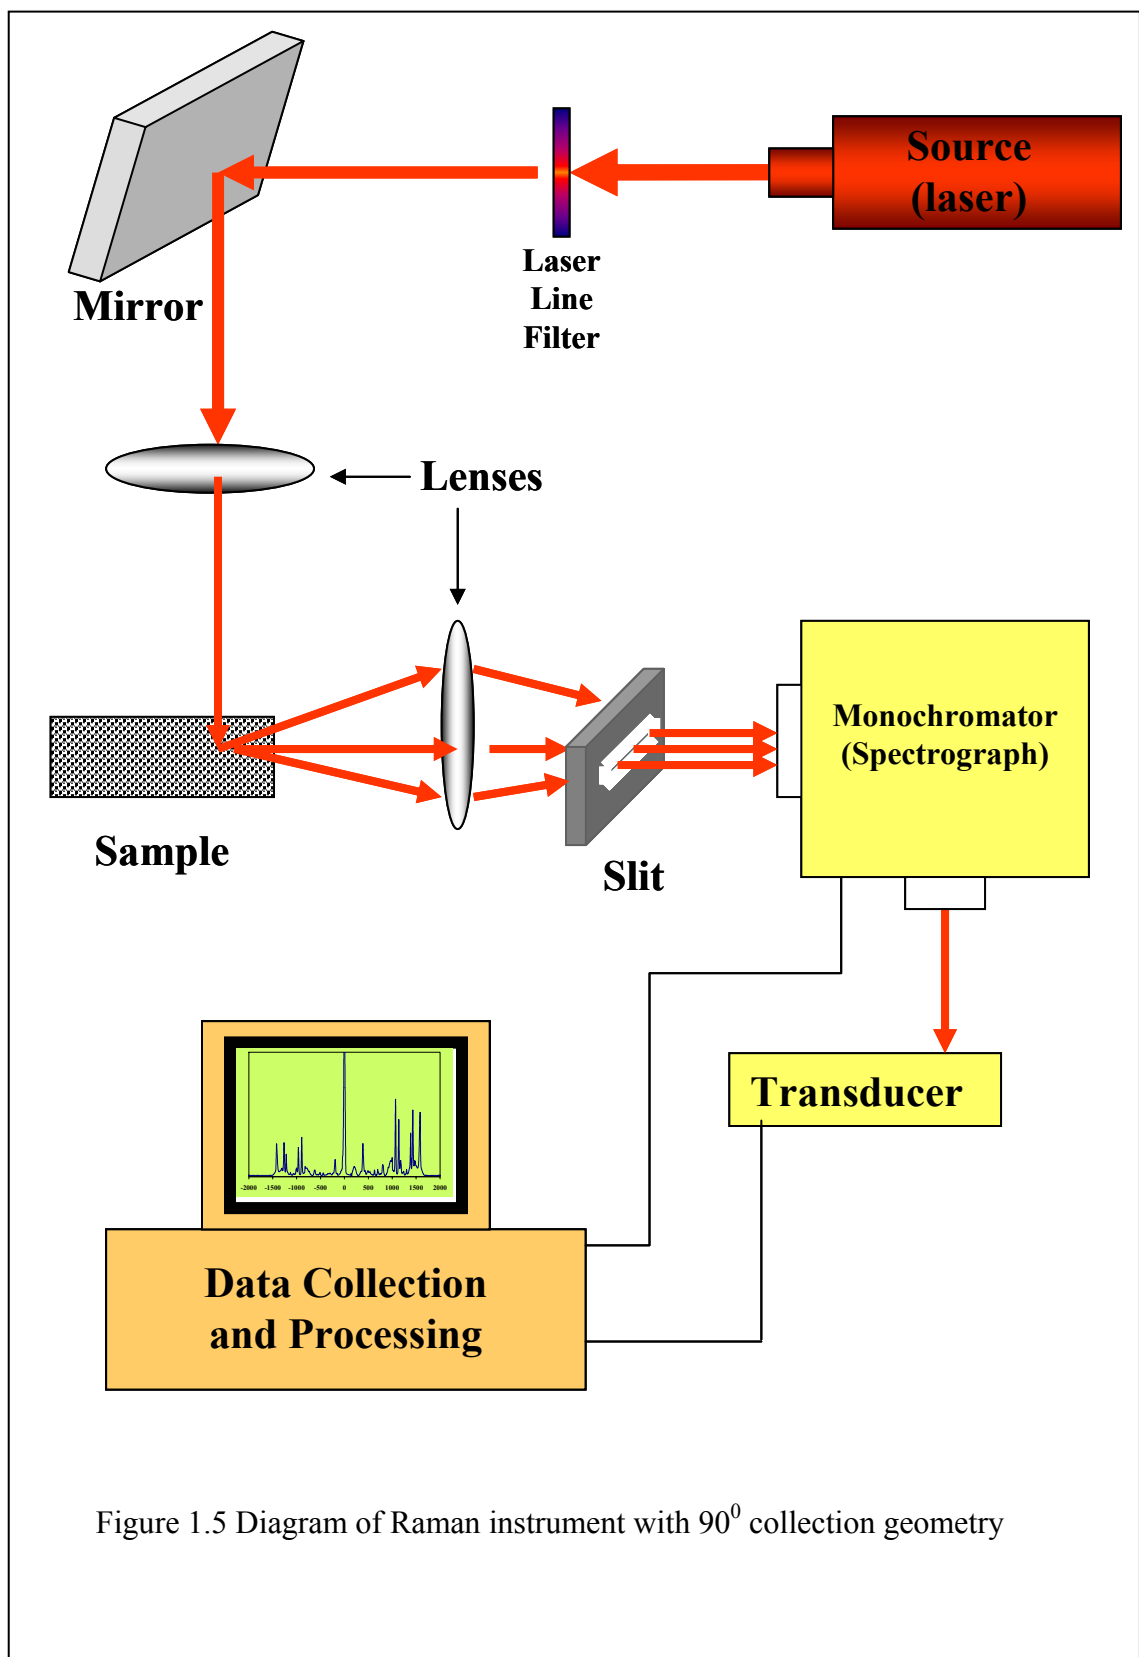 Source
(laser)
Laser
Line
Filter
Mirror
Lenses
Monochromator
(Spectrograph)
Sample
Slit
Transducer
-2000 -1500 -1000 -500 0 500 1000 1500 2000
Data Collection
and Processing
Figure 1.5 Diagram of Raman instrument with 90⁰ collection geometry